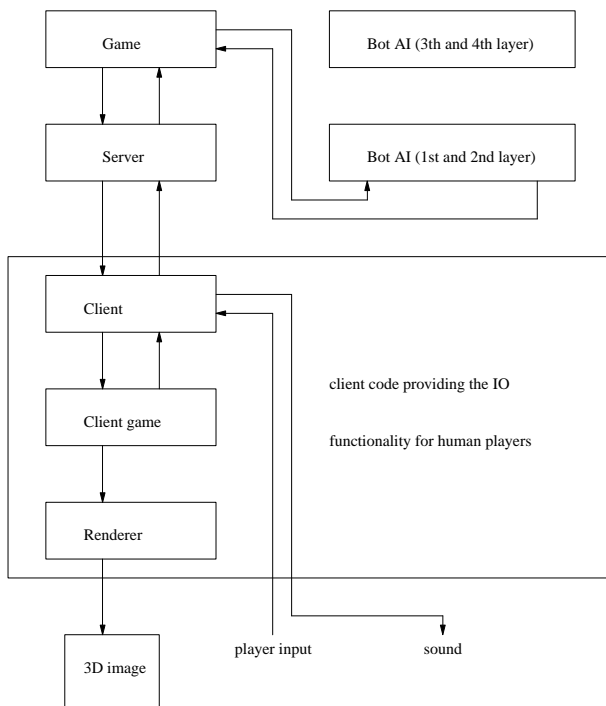 Game
Bot AI (3th and 4th layer)
Server
Bot AI (1st and 2nd layer)
Client
client code providing the IO
Client game
functionality for human players
Renderer
player input
sound
3D image